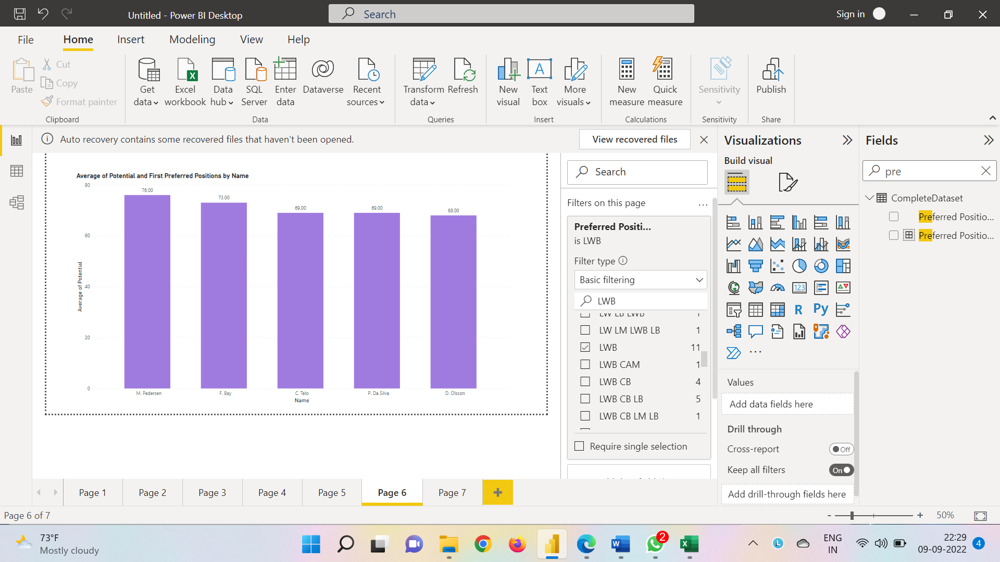 Untitled - Power BI Desktop
Search
Sign in
File Home Insert Modeling View Help
Paste
Cut
Copy
Format painter
Clipboard
Get data
Excel workbook
Data hub
SQL Server
Enter data
Dataverse
Recent sources
Data
Transform data
Refresh
Queries
New visual
Text box
More visuals
Insert
New measure
Quick measure
Calculations
Sensitivity
Sensitivity
Publish
Share
Auto recovery contains some recovered files that haven't been opened.
View recovered files
Average of Potential and First Preferred Positions by Name
80
60
40
20
0
Average of Potential
76.00
73.00
69.00
69.00
68.00
M. Pedersen
F. Bay
C. Telo
P. Da Silva
D. Olsson
Name
Search
Filters on this page
...
Preferred Positi...
is LWB
Filter type
Basic filtering
LWB
LW LB LWB 1
LW LM LWB LB 1
LWB 11
LWB CAM 1
LWB CB 4
LWB CB LB 5
LWB CB LM LB 1
Require single selection
Visualizations
Build visual
123
R
Py
...
Values
Add data fields here
Drill through
Cross-report
Off
Keep all filters
On
Add drill-through fields here
Fields
pre
CompleteDataset
Preferred Positio...
Preferred Positio...
Page 1
Page 2
Page 3
Page 4
Page 5
Page 6
Page 7
+
Page 6 of 7
- + 50%
73°F
Mostly cloudy
2
ENG
IN
22:29
09-09-2022
4